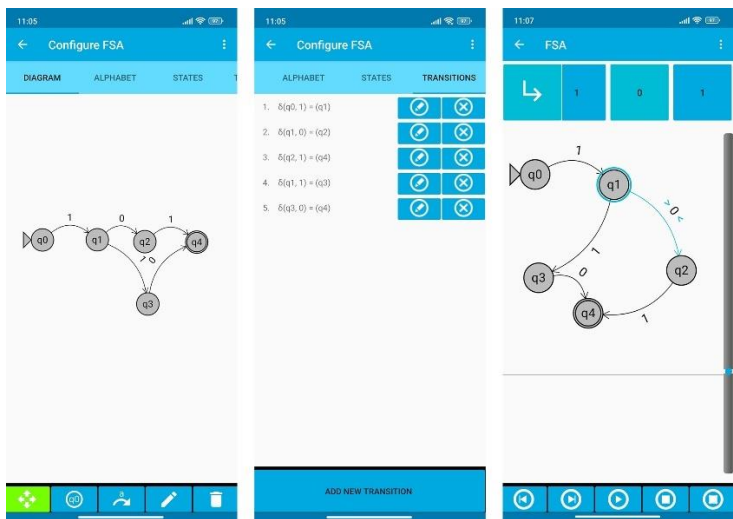 11:05
Configure FSA
DIAGRAM ALPHABET STATES T
1 0 1
q0 q1 q2 q4
1 0
q3
δ
q0
11:05
Configure FSA
ALPHABET STATES TRANSITIONS
1. δ(q0, 1) = (q1)
2. δ(q1, 0) = (q2)
3. δ(q2, 1) = (q4)
4. δ(q1, 1) = (q3)
5. δ(q3, 0) = (q4)
ADD NEW TRANSITION
11:07
FSA
1 0 1
1
q0
q1
> 0 <
1
q2
q3
0
q4
1